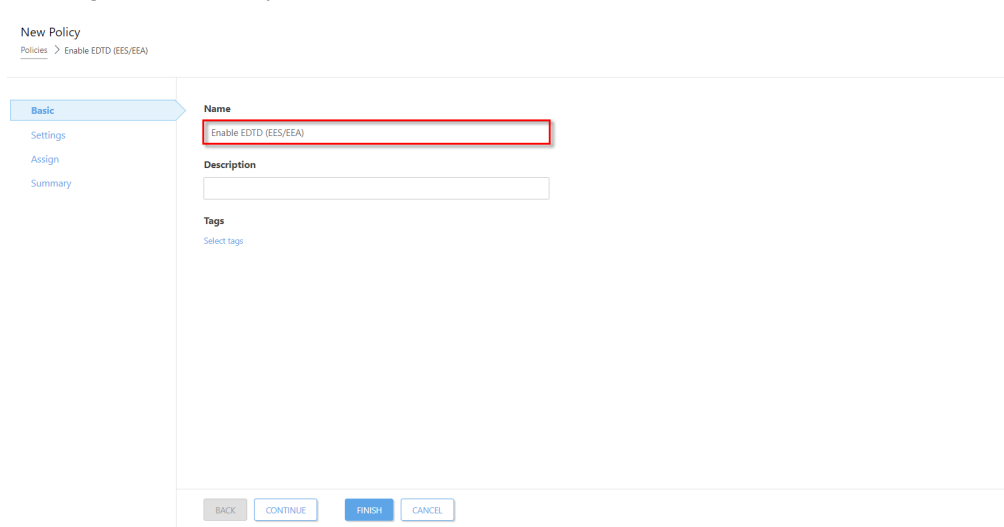 New Policy
Policies > Enable EDTD (EES/EEA)
Basic
Settings
Assign
Summary
Name
Enable EDTD (EES/EEA)
Description
Tags
Select tags
BACK CONTINUE FINISH CANCEL